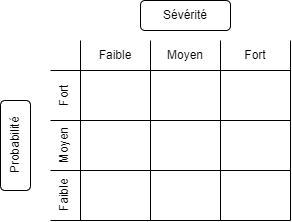 Sévérité
Faible Moyen Fort
Fort
Moyen
Faible
Probabilité